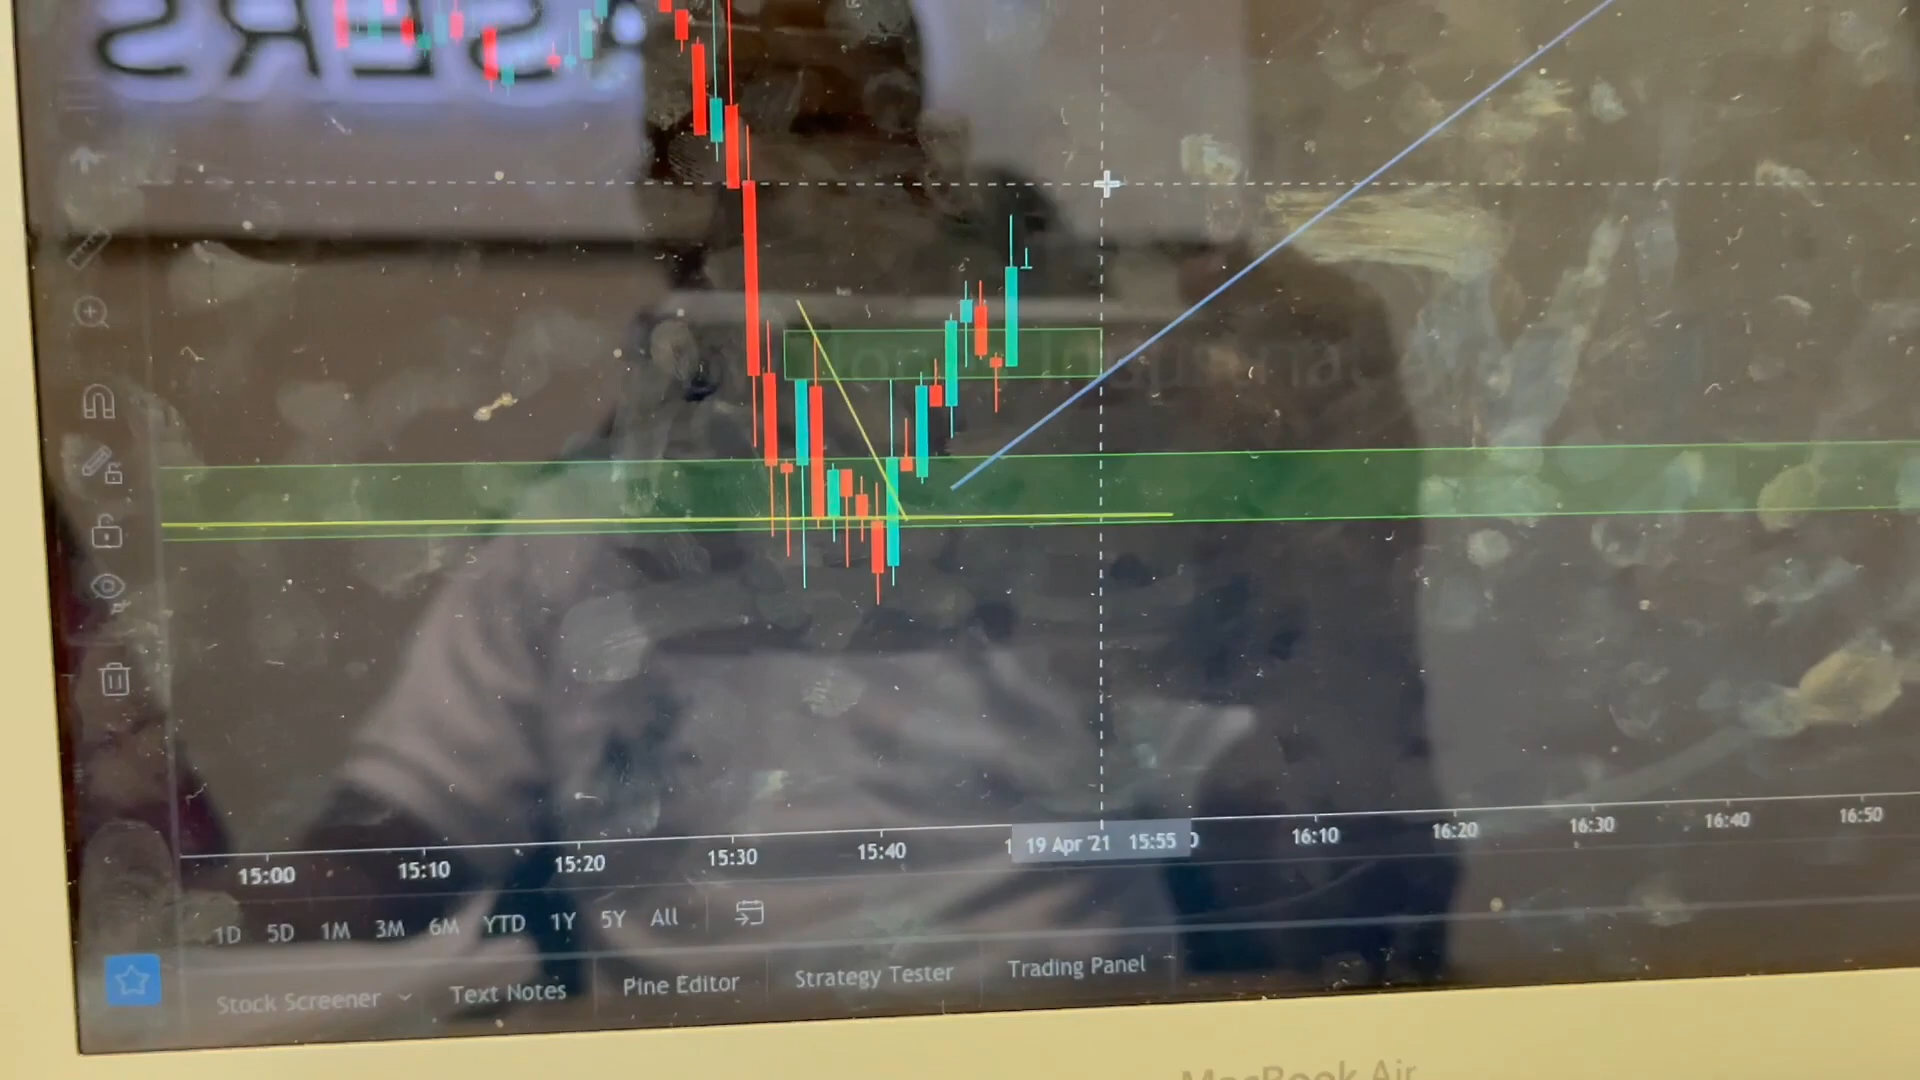 15:00 15:10 15:20 15:30 15:40 19 Apr '21 15:55 16:10 16:20 16:30 16:40 16:50
1D 5D 1M 3M 6M YTD 1Y 5Y All
Stock Screener Text Notes Pine Editor Strategy Tester Trading Panel
MacBook Air